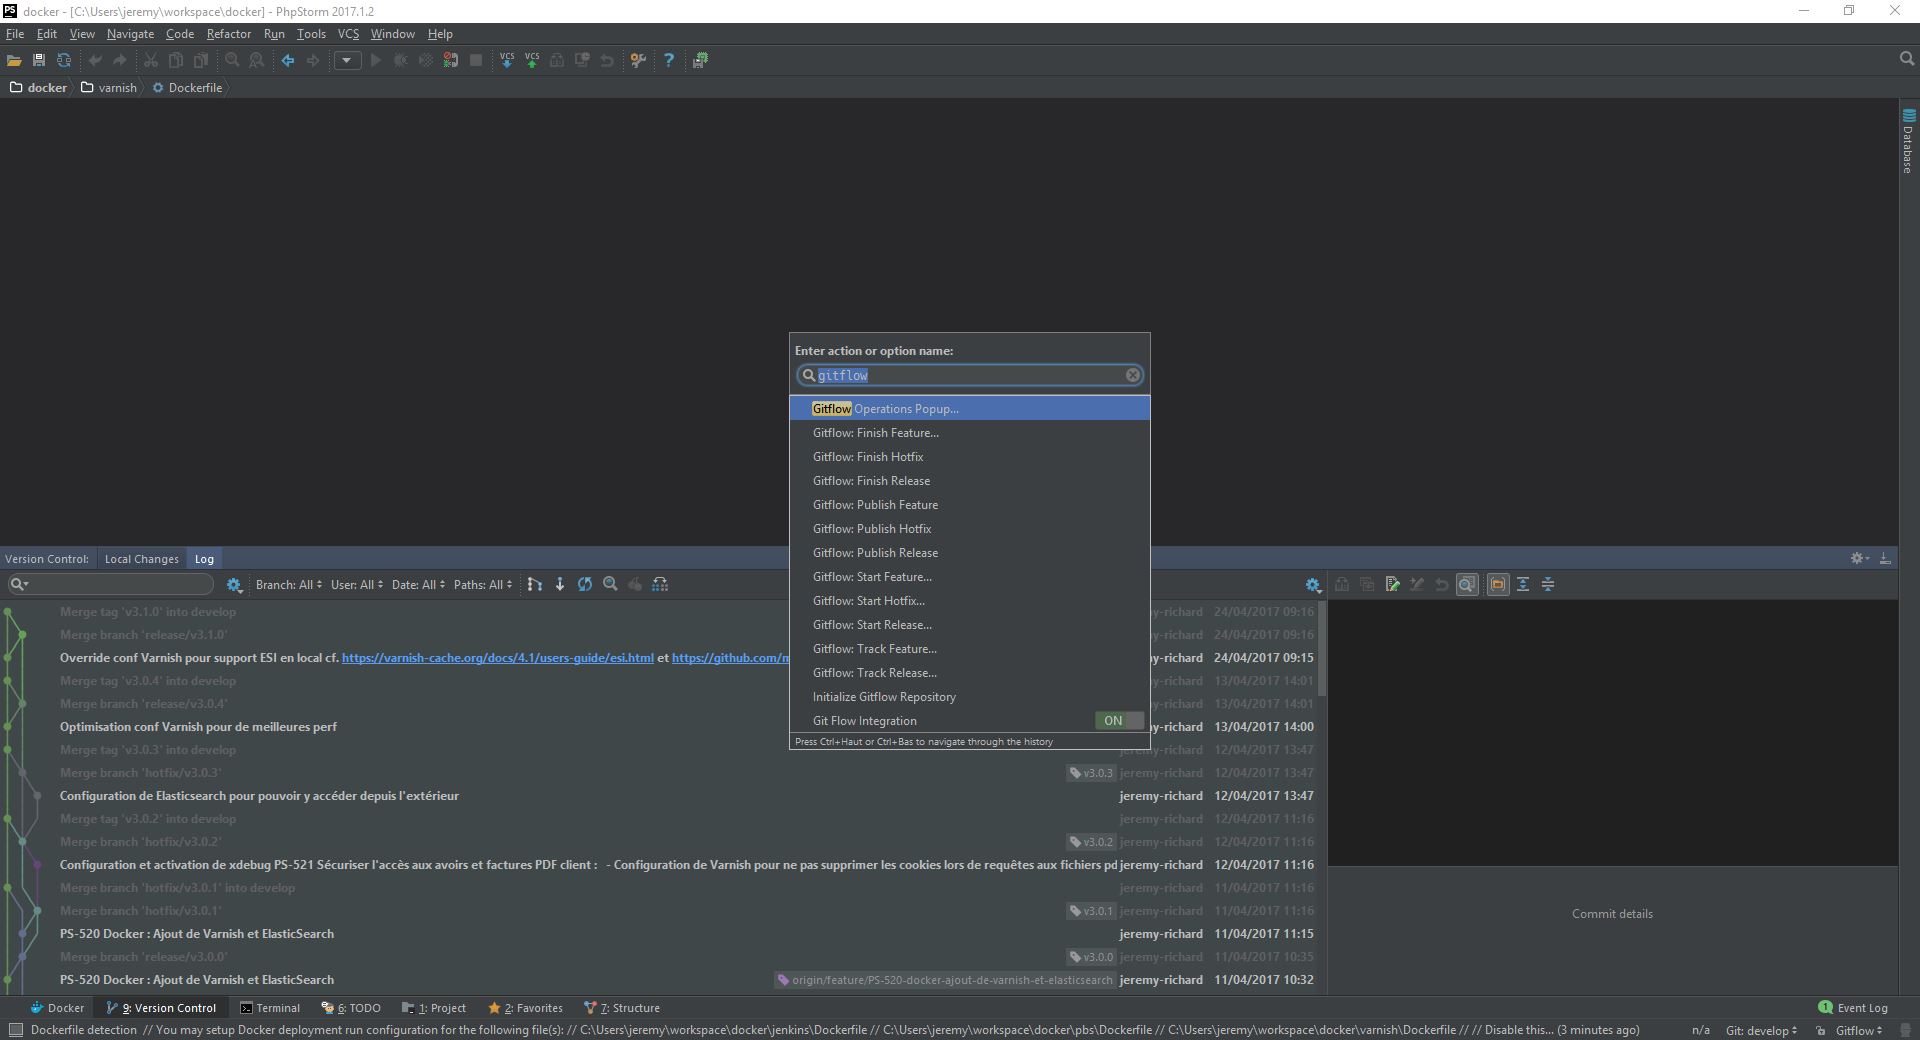 docker - [C:\Users\jeremy\workspace\docker] - PhpStorm 2017.1.2
File Edit View Navigate Code Refactor Run Tools VCS Window Help
VCS VCS
docker varnish Dockerfile
Database
Enter action or option name:
gitflow
Gitflow Operations Popup...
Gitflow: Finish Feature...
Gitflow: Finish Hotfix
Gitflow: Finish Release
Gitflow: Publish Feature
Gitflow: Publish Hotfix
Gitflow: Publish Release
Gitflow: Start Feature...
Gitflow: Start Hotfix...
Gitflow: Start Release...
Gitflow: Track Feature...
Gitflow: Track Release...
Initialize Gitflow Repository
Git Flow Integration ON
Press Ctrl+Haut or Ctrl+Bas to navigate through the history
Version Control: Local Changes Log
Branch: All User: All Date: All Paths: All
Merge tag 'v3.1.0' into develop my-richard 24/04/2017 09:16
Merge branch 'release/v3.1.0' my-richard 24/04/2017 09:16
Override conf Varnish pour support ESI en local cf. https://varnish-cache.org/docs/4.1/users-guide/esi.html et https://github.com/n my-richard 24/04/2017 09:15
Merge tag 'v3.0.4' into develop my-richard 13/04/2017 14:01
Merge branch 'release/v3.0.4' my-richard 13/04/2017 14:01
Optimisation conf Varnish pour de meilleures perf my-richard 13/04/2017 14:00
Merge tag 'v3.0.3' into develop jeremy-richard 12/04/2017 13:47
Merge branch 'hotfix/v3.0.3' v3.0.3 jeremy-richard 12/04/2017 13:47
Configuration de Elasticsearch pour pouvoir y accéder depuis l'extérieur jeremy-richard 12/04/2017 13:47
Merge tag 'v3.0.2' into develop jeremy-richard 12/04/2017 11:16
Merge branch 'hotfix/v3.0.2' v3.0.2 jeremy-richard 12/04/2017 11:16
Configuration et activation de xdebug PS-521 Sécuriser l'accès aux avoirs et factures PDF client : - Configuration de Varnish pour ne pas supprimer les cookies lors de requêtes aux fichiers pd jeremy-richard 12/04/2017 11:16
Merge branch 'hotfix/v3.0.1' into develop jeremy-richard 11/04/2017 11:16
Merge branch 'hotfix/v3.0.1' v3.0.1 jeremy-richard 11/04/2017 11:16
PS-520 Docker : Ajout de Varnish et ElasticSearch jeremy-richard 11/04/2017 11:15
Merge branch 'release/v3.0.0' v3.0.0 jeremy-richard 11/04/2017 10:35
PS-520 Docker : Ajout de Varnish et ElasticSearch origin/feature/PS-520-docker-ajout-de-varnish-et-elasticsearch jeremy-richard 11/04/2017 10:32
Commit details
Docker 9: Version Control Terminal 6: TODO 1: Project 2: Favorites 7: Structure 1 Event Log
Dockerfile detection // You may setup Docker deployment run configuration for the following file(s): // C:\Users\jeremy\workspace\docker\jenkins\Dockerfile // C:\Users\jeremy\workspace\docker\pbs\Dockerfile // C:\Users\jeremy\workspace\docker\varnish\Dockerfile // // Disable this... (3 minutes ago) n/a Git: develop Gitflow